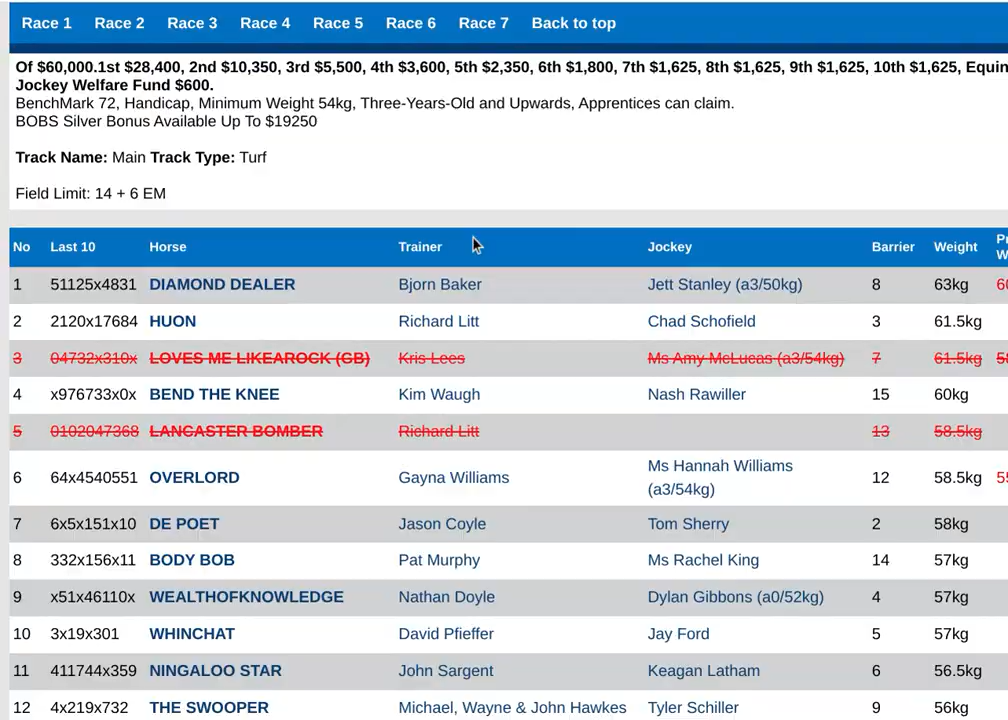 Race 1 Race 2 Race 3 Race 4 Race 5 Race 6 Race 7 Back to top
Of $60,000.1st $28,400, 2nd $10,350, 3rd $5,500, 4th $3,600, 5th $2,350, 6th $1,800, 7th $1,625, 8th $1,625, 9th $1,625, 10th $1,625, Equin
Jockey Welfare Fund $600.
BenchMark 72, Handicap, Minimum Weight 54kg, Three-Years-Old and Upwards, Apprentices can claim.
BOBS Silver Bonus Available Up To $19250
Track Name: Main Track Type: Turf
Field Limit: 14 + 6 EM
No Last 10 Horse Trainer Jockey Barrier Weight
1 51125x4831 DIAMOND DEALER Bjorn Baker Jett Stanley (a3/50kg) 8 63kg
2 2120x17684 HUON Richard Litt Chad Schofield 3 61.5kg
3 04732x310x LOVES ME LIKEAROCK (GB) Kris Lees Ms Amy McLucas (a3/54kg) 7 61.5kg
4 x976733x0x BEND THE KNEE Kim Waugh Nash Rawiller 15 60kg
5 0102047368 LANCASTER BOMBER Richard Litt 13 58.5kg
6 64x4540551 OVERLORD Gayna Williams Ms Hannah Williams (a3/54kg) 12 58.5kg
7 6x5x151x10 DE POET Jason Coyle Tom Sherry 2 58kg
8 332x156x11 BODY BOB Pat Murphy Ms Rachel King 14 57kg
9 x51x46110x WEALTHOFKNOWLEDGE Nathan Doyle Dylan Gibbons (a0/52kg) 4 57kg
10 3x19x301 WHINCHAT David Pfieffer Jay Ford 5 57kg
11 411744x359 NINGALOO STAR John Sargent Keagan Latham 6 56.5kg
12 4x219x732 THE SWOOPER Michael, Wayne & John Hawkes Tyler Schiller 9 56kg